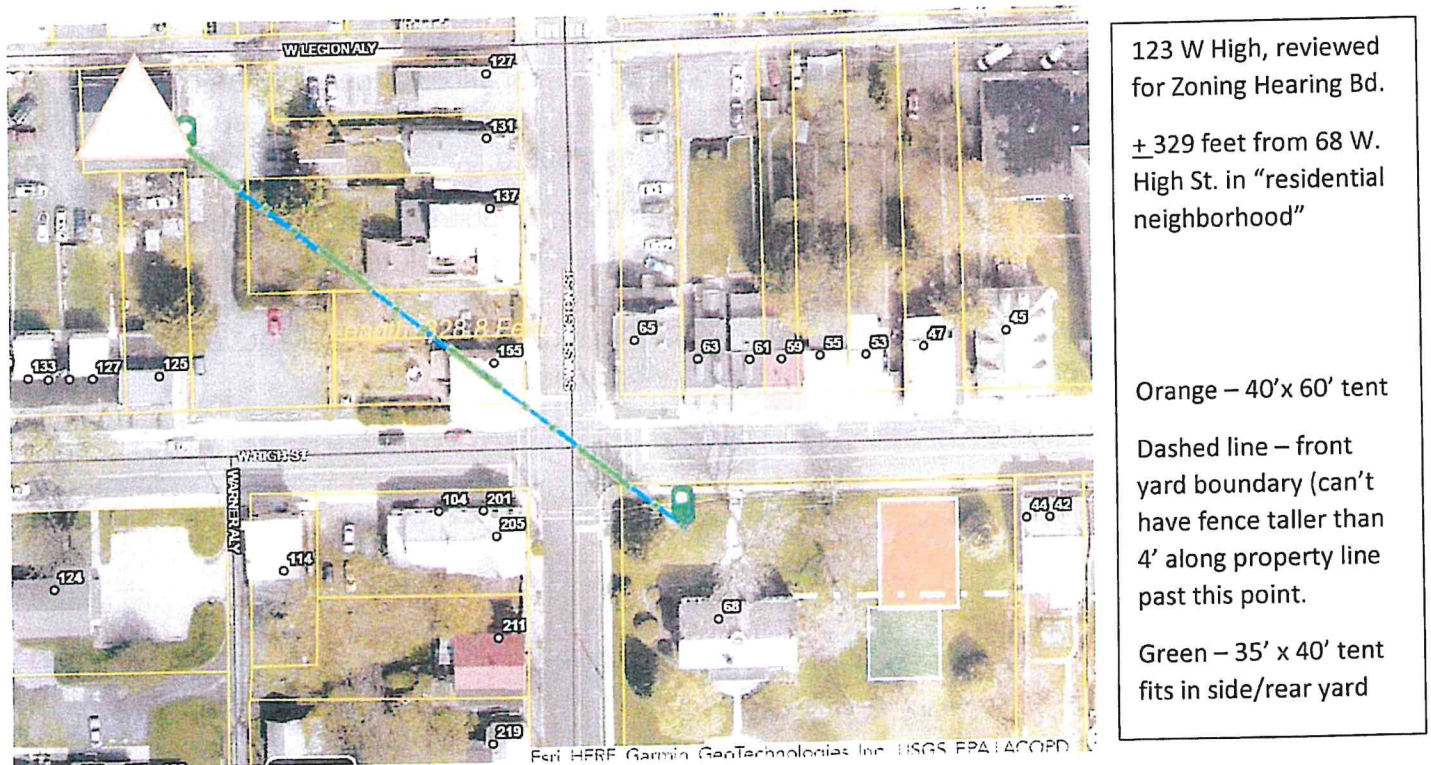 W LEGION ALY
127
131
137
155
65
63
61
59
55
53
47
45
133
127
125
W HIGH ST
WARNER ALY
104
201
205
114
124
211
219
68
44
42
123 W High, reviewed
for Zoning Hearing Bd.
+ 329 feet from 68 W.
High St. in “residential
neighborhood”
Orange – 40’x 60’ tent
Dashed line – front
yard boundary (can’t
have fence taller than
4’ along property line
past this point.
Green – 35’ x 40’ tent
fits in side/rear yard
Esri, HERE, Garmin, GeoTechnologies, Inc., USGS, EPA